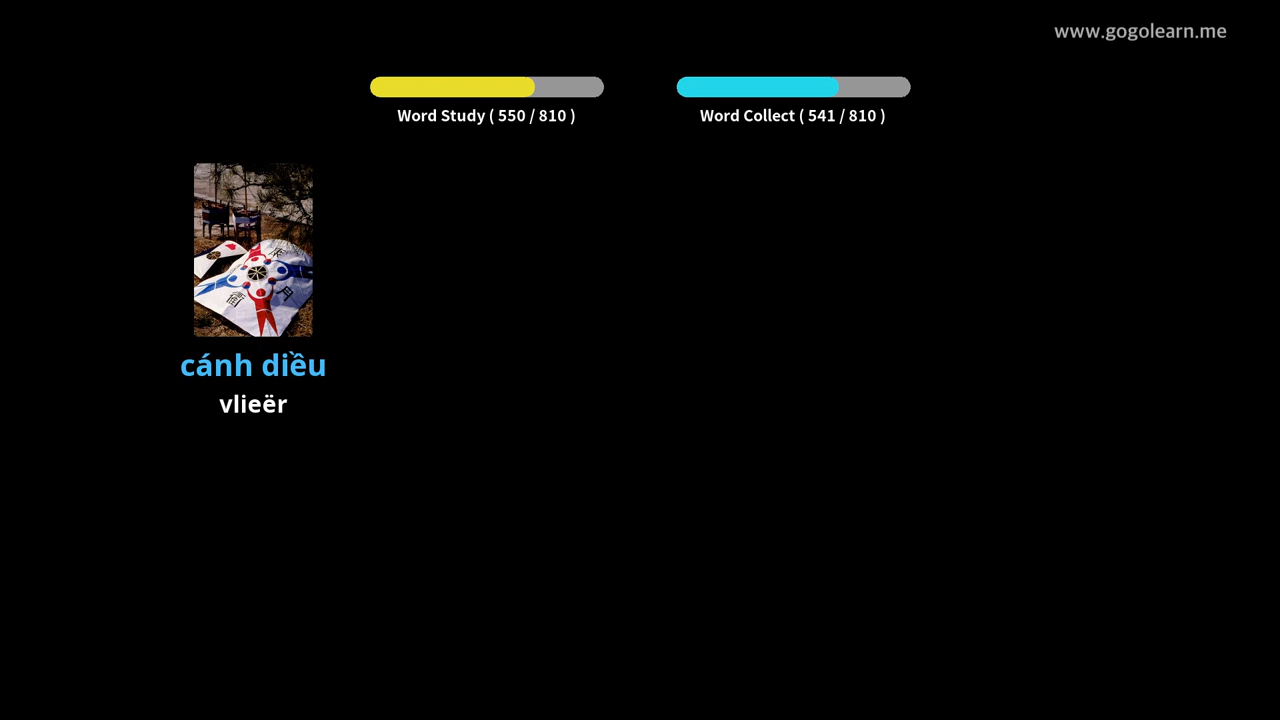 www.gogolearn.me
Word Study ( 550 / 810 )
Word Collect ( 541 / 810 )
cánh diều
vlieër